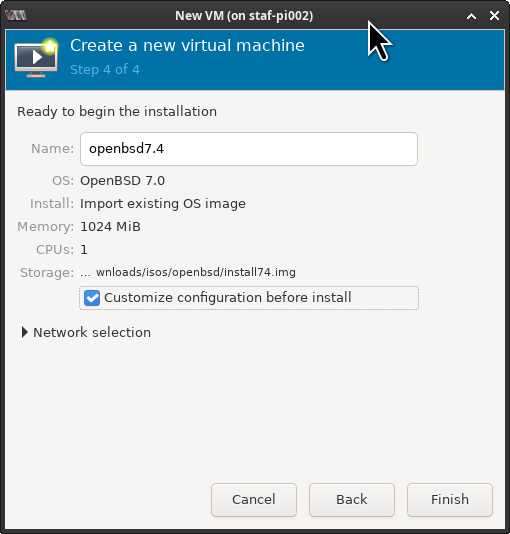 New VM (on staf-pi002)
Create a new virtual machine
Step 4 of 4
Ready to begin the installation
Name: openbsd7.4
OS: OpenBSD 7.0
Install: Import existing OS image
Memory: 1024 MiB
CPUs: 1
Storage: ... wnloads/isos/openbsd/install74.img
Customize configuration before install
Network selection
Cancel Back Finish